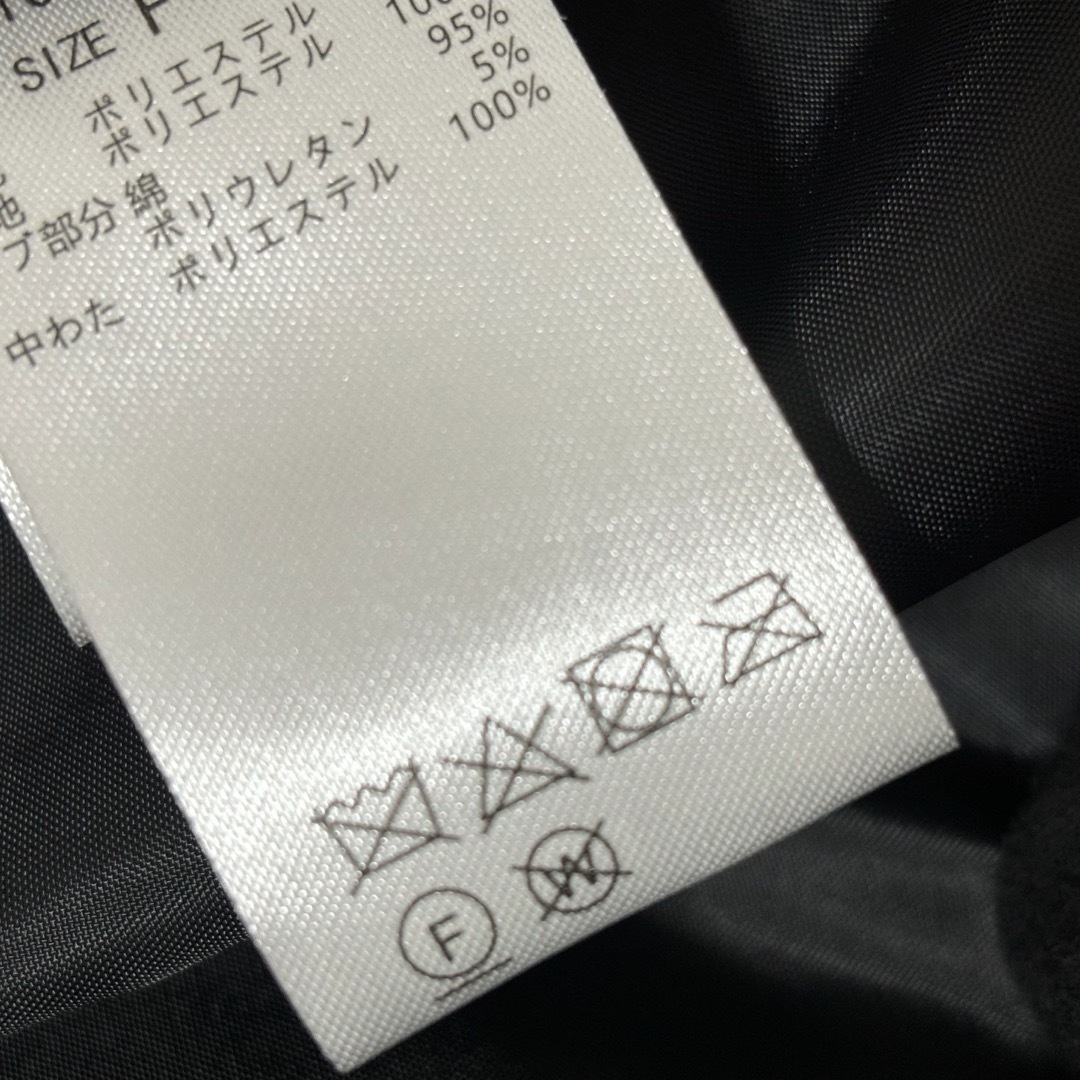 SIZE F
ポリエステル
ポリエステル 95%
地 5%
ブ部分 綿 100%
ポリウレタン
中わた ポリエステル
F
W